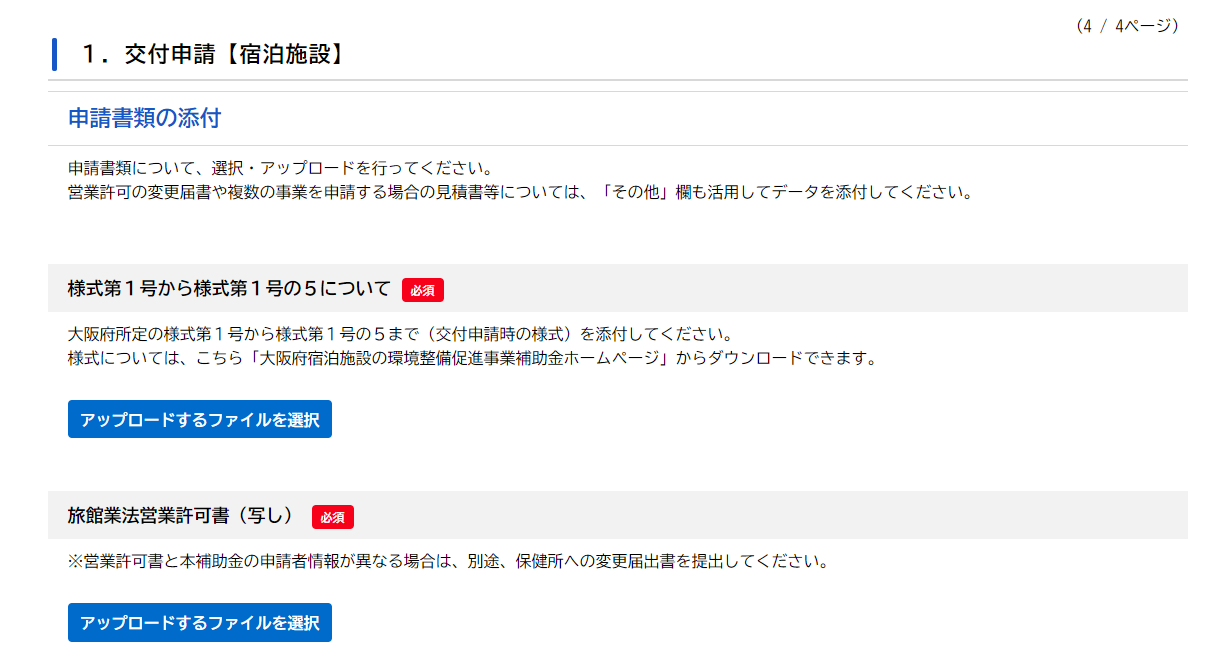 （4 / 4ページ）
１．交付申請【宿泊施設】
申請書類の添付
申請書類について、選択・アップロードを行ってください。
営業許可の変更届書や複数の事業を申請する場合の見積書等については、「その他」欄も活用してデータを添付してください。
様式第１号から様式第１号の５について 必須
大阪府所定の様式第１号から様式第１号の５まで（交付申請時の様式）を添付してください。
様式については、こちら「大阪府宿泊施設の環境整備促進事業補助金ホームページ」からダウンロードできます。
アップロードするファイルを選択
旅館業法営業許可書（写し） 必須
※営業許可書と本補助金の申請者情報が異なる場合は、別途、保健所への変更届出書を提出してください。
アップロードするファイルを選択